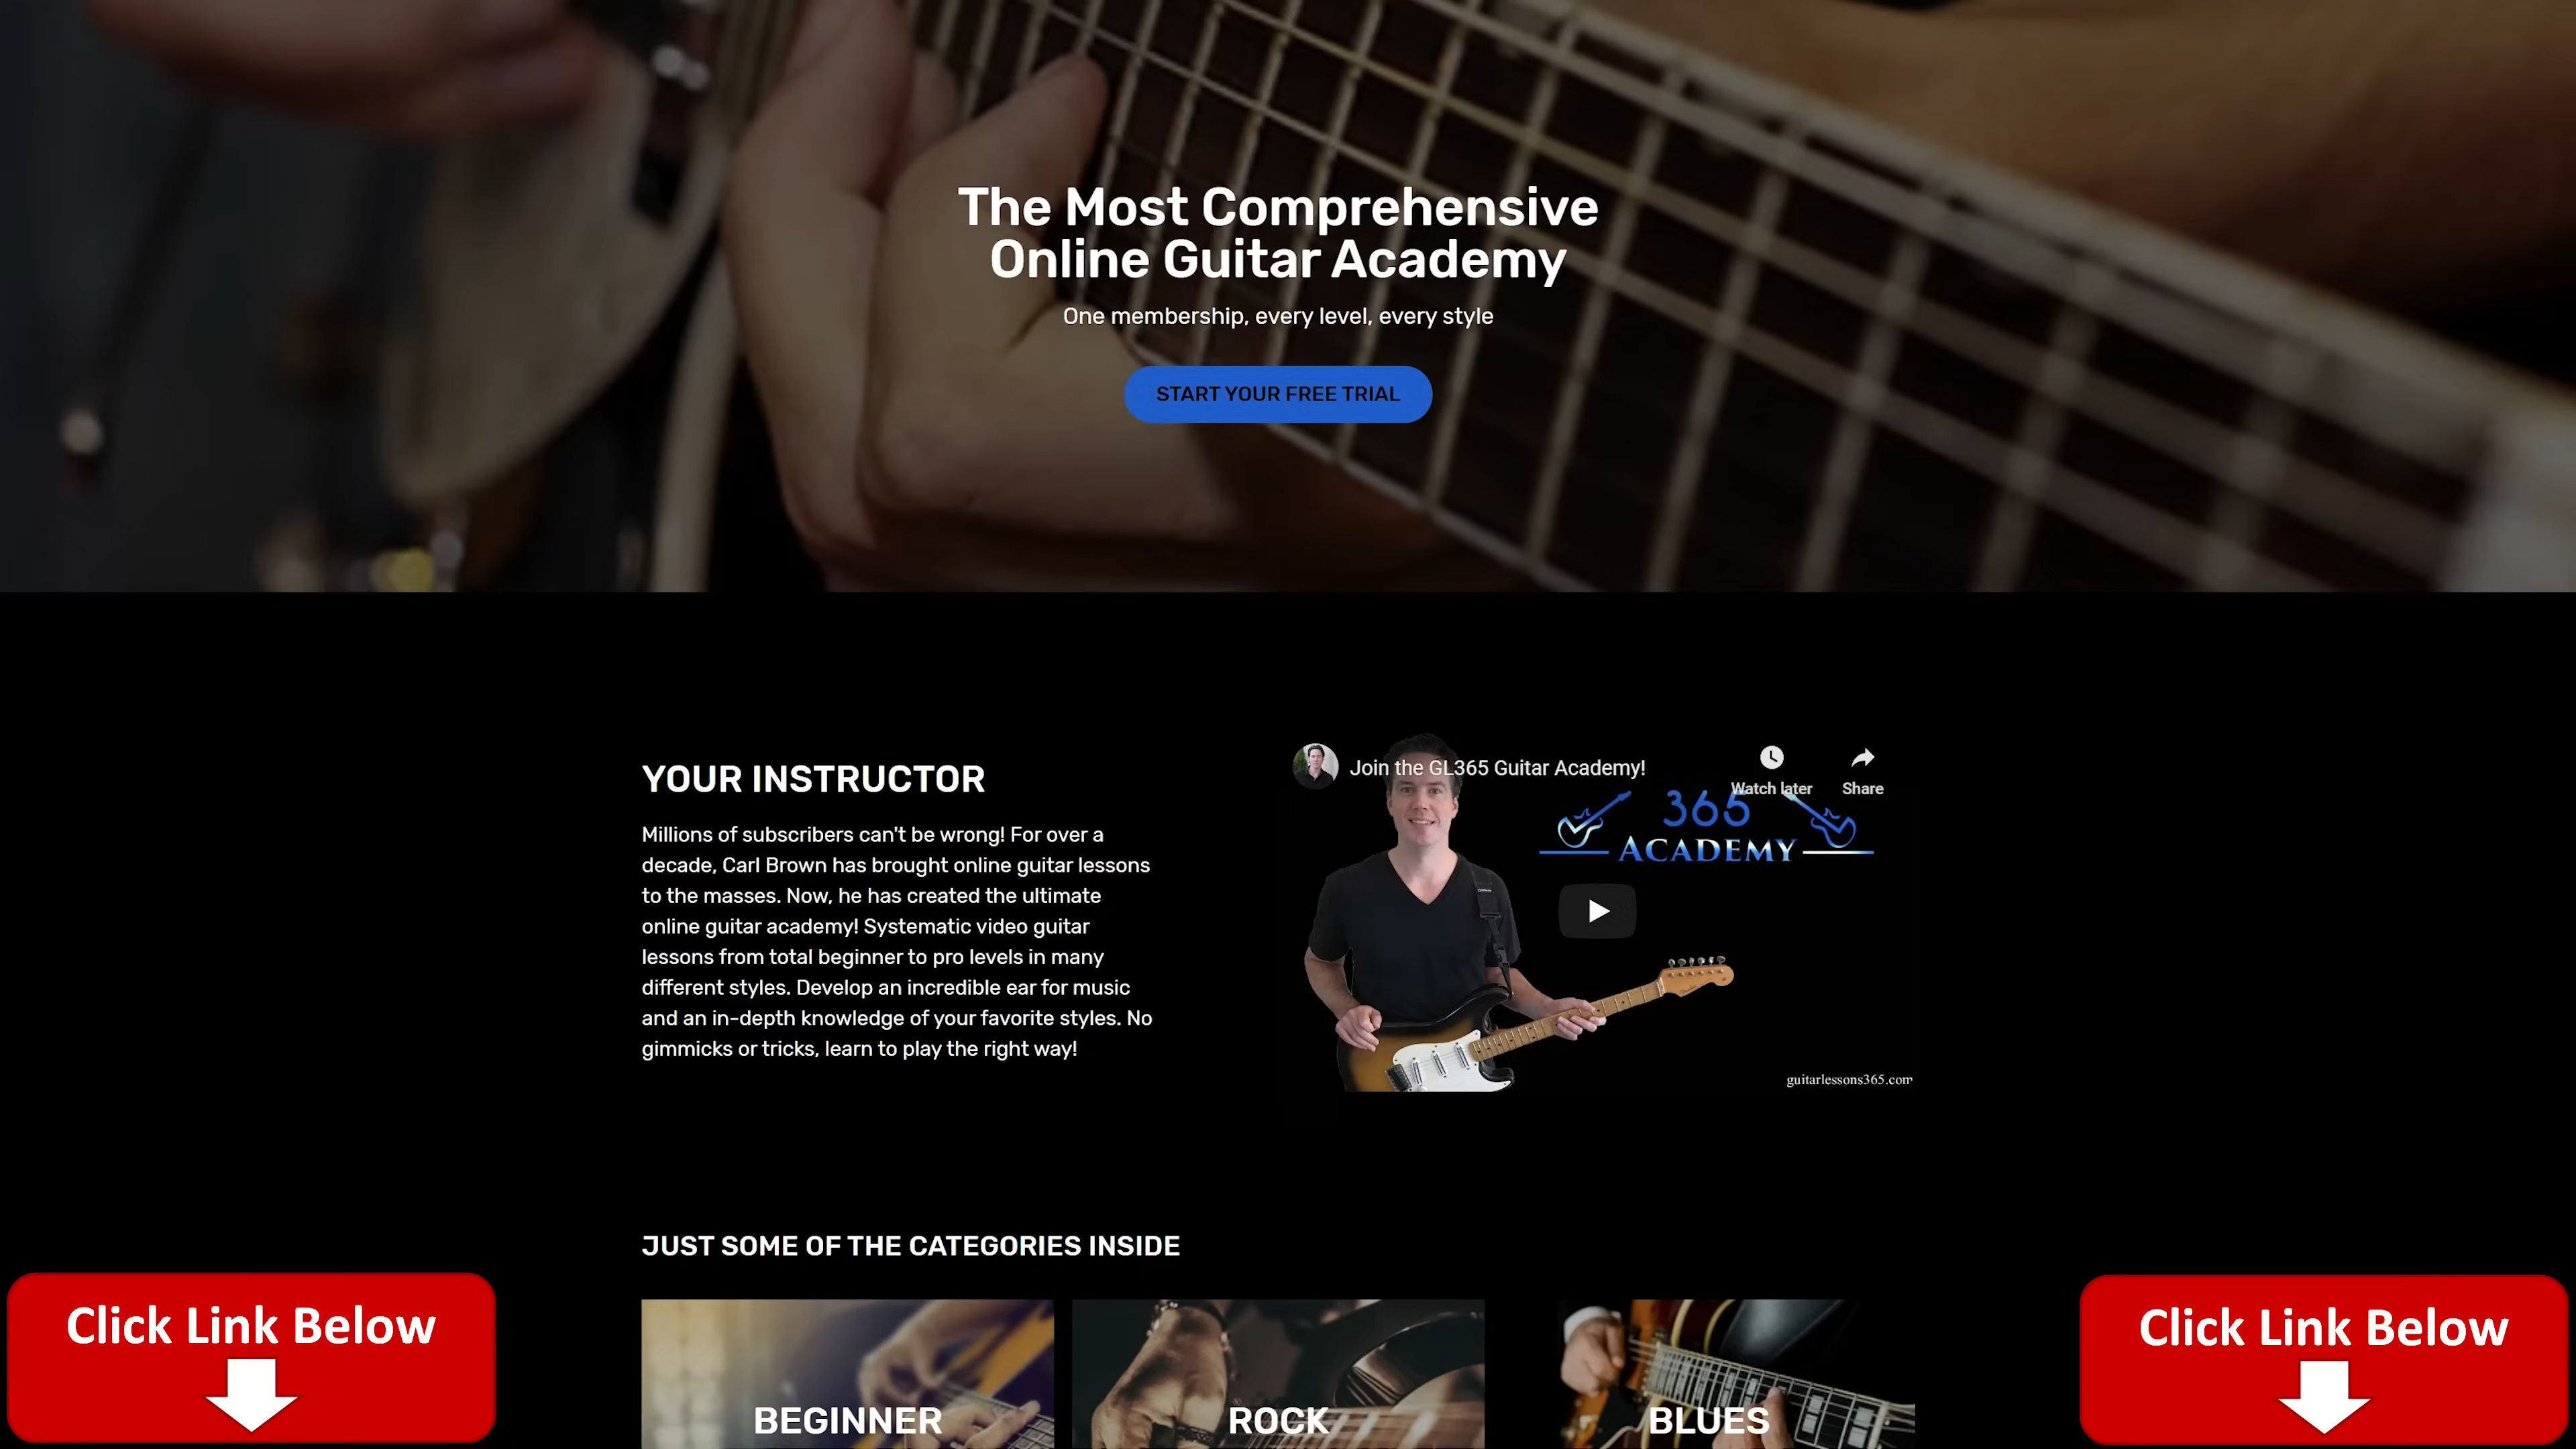 The Most Comprehensive
Online Guitar Academy
One membership, every level, every style
START YOUR FREE TRIAL
YOUR INSTRUCTOR
Millions of subscribers can't be wrong! For over a
decade, Carl Brown has brought online guitar lessons
to the masses. Now, he has created the ultimate
online guitar academy! Systematic video guitar
lessons from total beginner to pro levels in many
different styles. Develop an incredible ear for music
and an in-depth knowledge of your favorite styles. No
gimmicks or tricks, learn to play the right way!
Join the GL365 Guitar Academy!
Watch later
Share
365
ACADEMY
guitarlessons365.com
JUST SOME OF THE CATEGORIES INSIDE
BEGINNER
ROCK
BLUES
Click Link Below
Click Link Below